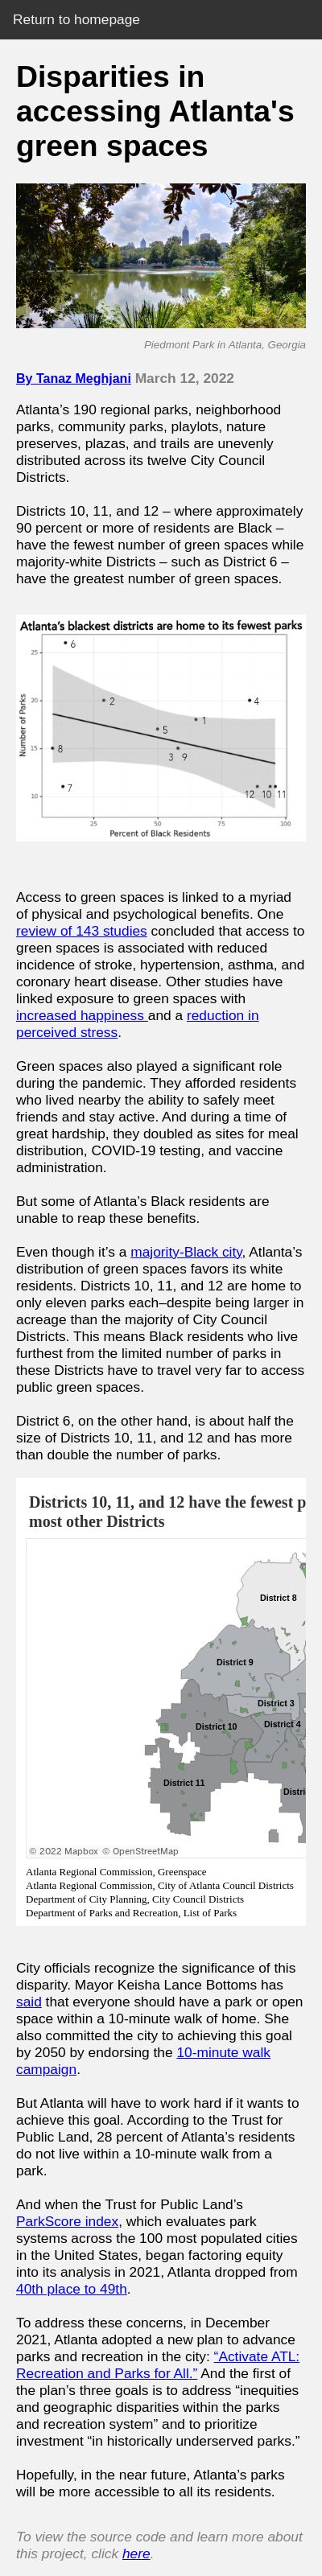 Return to homepage
Disparities in
accessing Atlanta's
green spaces
Piedmont Park in Atlanta, Georgia
By Tanaz Meghjani March 12, 2022
Atlanta’s 190 regional parks, neighborhood
parks, community parks, playlots, nature
preserves, plazas, and trails are unevenly
distributed across its twelve City Council
Districts.
Districts 10, 11, and 12 – where approximately
90 percent or more of residents are Black –
have the fewest number of green spaces while
majority-white Districts – such as District 6 –
have the greatest number of green spaces.
Atlanta’s blackest districts are home to its fewest parks
Number of Parks
25
20
15
10
6
2
4
1
5
8
3 9
7
12 10 11
25 50 75 100
Percent of Black Residents
Access to green spaces is linked to a myriad
of physical and psychological benefits. One
review of 143 studies concluded that access to
green spaces is associated with reduced
incidence of stroke, hypertension, asthma, and
coronary heart disease. Other studies have
linked exposure to green spaces with
increased happiness and a reduction in
perceived stress.
Green spaces also played a significant role
during the pandemic. They afforded residents
who lived nearby the ability to safely meet
friends and stay active. And during a time of
great hardship, they doubled as sites for meal
distribution, COVID-19 testing, and vaccine
administration.
But some of Atlanta’s Black residents are
unable to reap these benefits.
Even though it’s a majority-Black city, Atlanta’s
distribution of green spaces favors its white
residents. Districts 10, 11, and 12 are home to
only eleven parks each–despite being larger in
acreage than the majority of City Council
Districts. This means Black residents who live
furthest from the limited number of parks in
these Districts have to travel very far to access
public green spaces.
District 6, on the other hand, is about half the
size of Districts 10, 11, and 12 and has more
than double the number of parks.
Districts 10, 11, and 12 have the fewest p
most other Districts
District 8
District 9
District 3
District 10
District 4
District 11
Distri
© 2022 Mapbox © OpenStreetMap
Atlanta Regional Commission, Greenspace
Atlanta Regional Commission, City of Atlanta Council Districts
Department of City Planning, City Council Districts
Department of Parks and Recreation, List of Parks
City officials recognize the significance of this
disparity. Mayor Keisha Lance Bottoms has
said that everyone should have a park or open
space within a 10-minute walk of home. She
also committed the city to achieving this goal
by 2050 by endorsing the 10-minute walk
campaign.
But Atlanta will have to work hard if it wants to
achieve this goal. According to the Trust for
Public Land, 28 percent of Atlanta’s residents
do not live within a 10-minute walk from a
park.
And when the Trust for Public Land’s
ParkScore index, which evaluates park
systems across the 100 most populated cities
in the United States, began factoring equity
into its analysis in 2021, Atlanta dropped from
40th place to 49th.
To address these concerns, in December
2021, Atlanta adopted a new plan to advance
parks and recreation in the city: “Activate ATL:
Recreation and Parks for All.” And the first of
the plan’s three goals is to address “inequities
and geographic disparities within the parks
and recreation system” and to prioritize
investment “in historically underserved parks.”
Hopefully, in the near future, Atlanta’s parks
will be more accessible to all its residents.
To view the source code and learn more about
this project, click here.